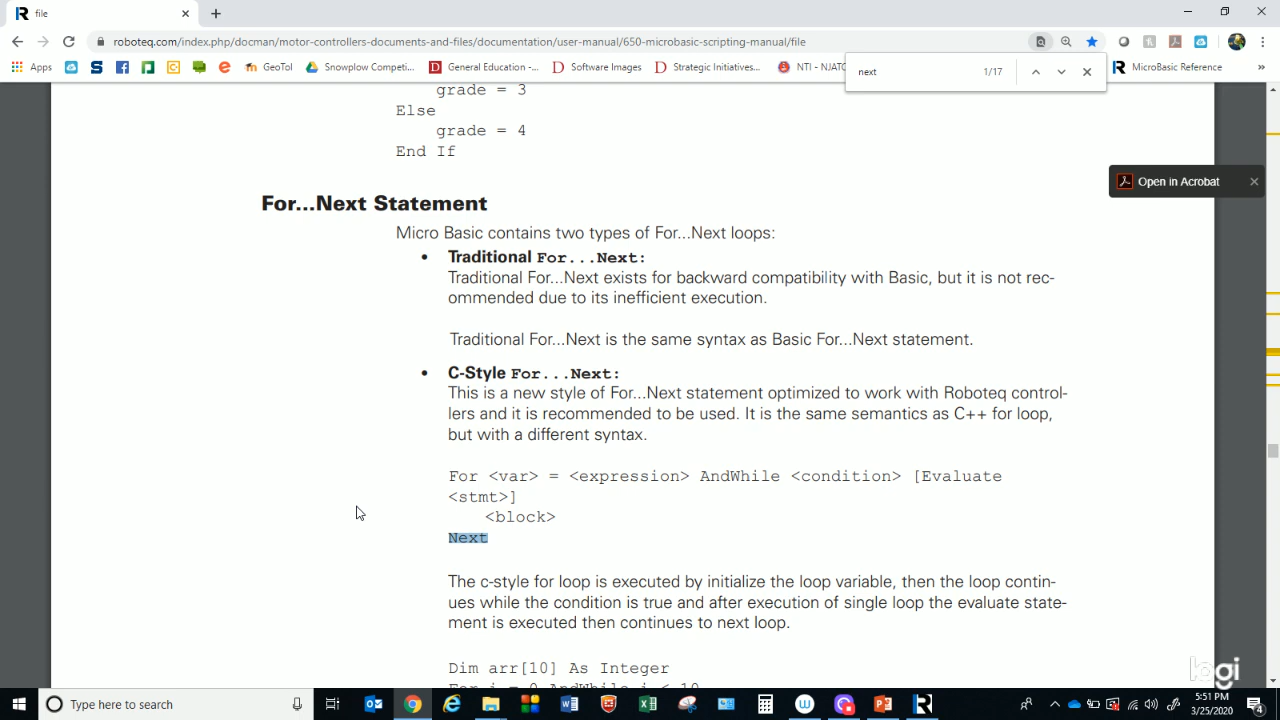 file
roboteq.com/index.php/docman/motor-controllers-documents-and-files/documentation/user-manual/650-microbasic-scripting-manual/file
Apps
GeoTol
Snowplow Competi...
General Education -...
Software Images
Strategic Initiatives...
NTI - NJATC
MicroBasic Reference
»
next
1/17
Open in Acrobat
grade = 3
Else
grade = 4
End If
For...Next Statement
Micro Basic contains two types of For...Next loops:
• Traditional For...Next:
Traditional For...Next exists for backward compatibility with Basic, but it is not rec-
ommended due to its inefficient execution.
Traditional For...Next is the same syntax as Basic For...Next statement.
• C-Style For...Next:
This is a new style of For...Next statement optimized to work with Roboteq control-
lers and it is recommended to be used. It is the same semantics as C++ for loop,
but with a different syntax.
For <var> = <expression> AndWhile <condition> [Evaluate
<stmt>]
<block>
Next
The c-style for loop is executed by initialize the loop variable, then the loop contin-
ues while the condition is true and after execution of single loop the evaluate state-
ment is executed then continues to next loop.
Dim arr[10] As Integer
For i = 0 AndWhile i < 10
logi
Type here to search
5:51 PM
3/25/2020
4